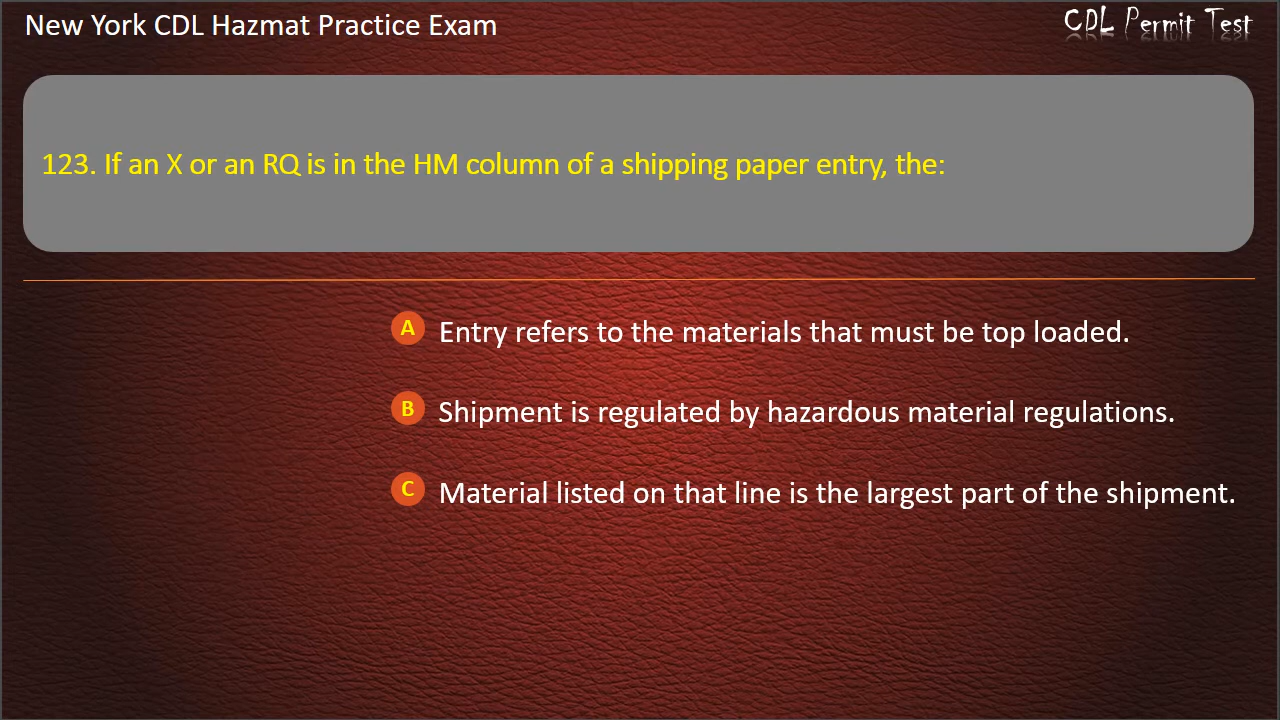 New York CDL Hazmat Practice Exam
CDL Permit Test
123. If an X or an RQ is in the HM column of a shipping paper entry, the:
A Entry refers to the materials that must be top loaded.
B Shipment is regulated by hazardous material regulations.
C Material listed on that line is the largest part of the shipment.